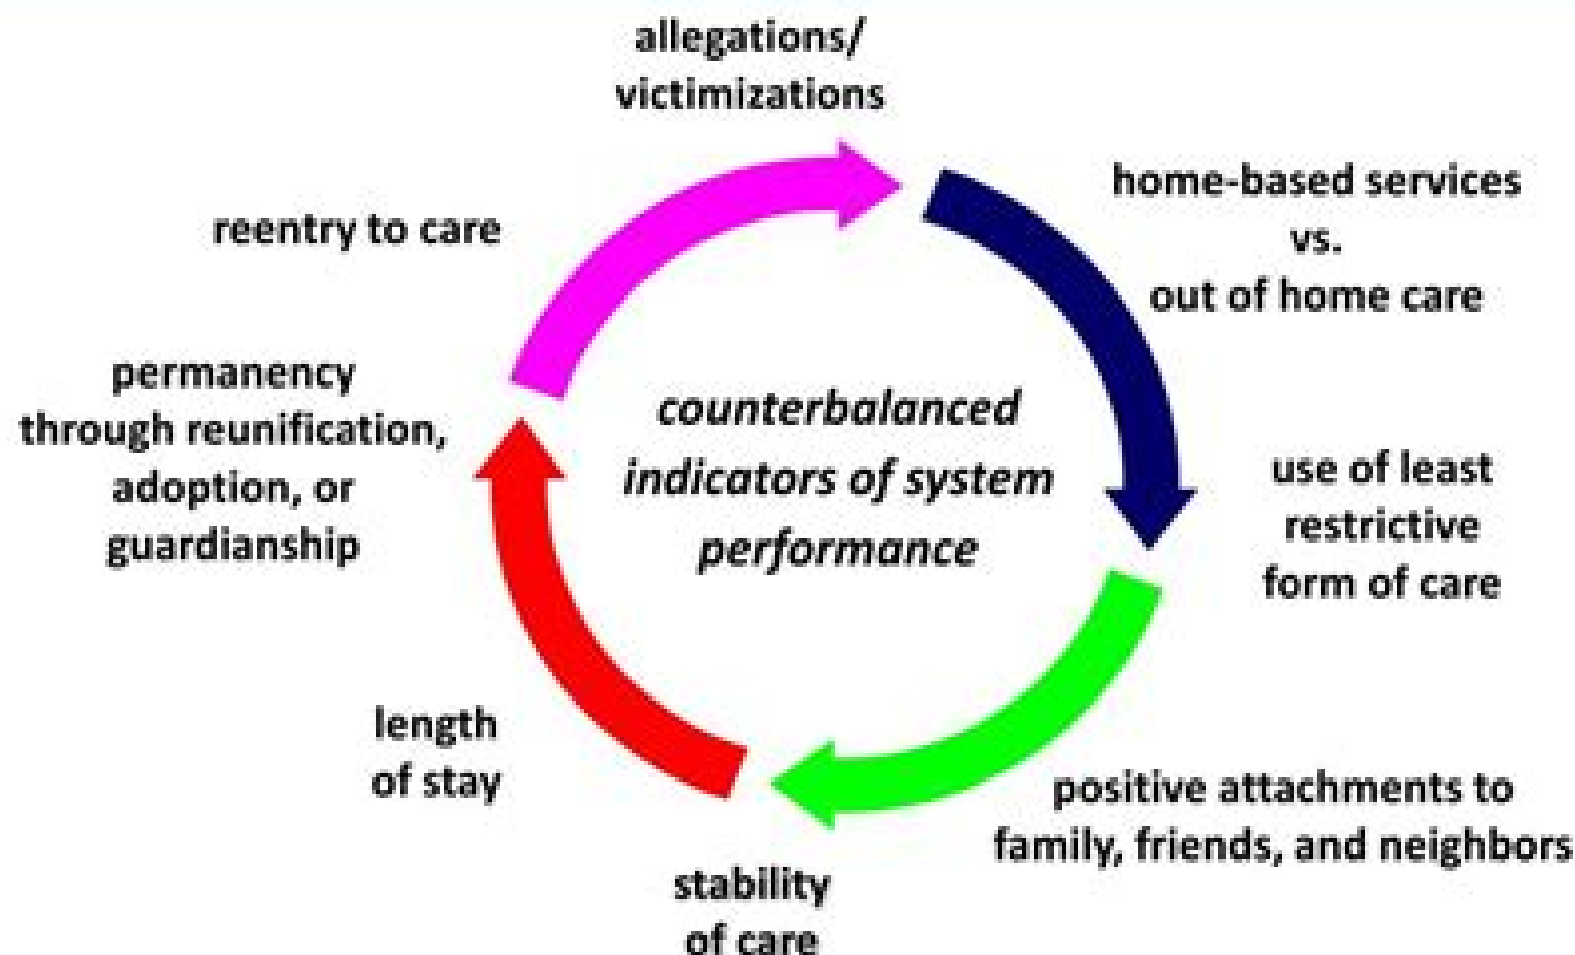 allegations/
victimizations
home-based services
vs.
out of home care
use of least
restrictive
form of care
positive attachments to
family, friends, and neighbors
stability
of care
length
of stay
permanency
through reunification,
adoption, or
guardianship
reentry to care
counterbalanced
indicators of system
performance